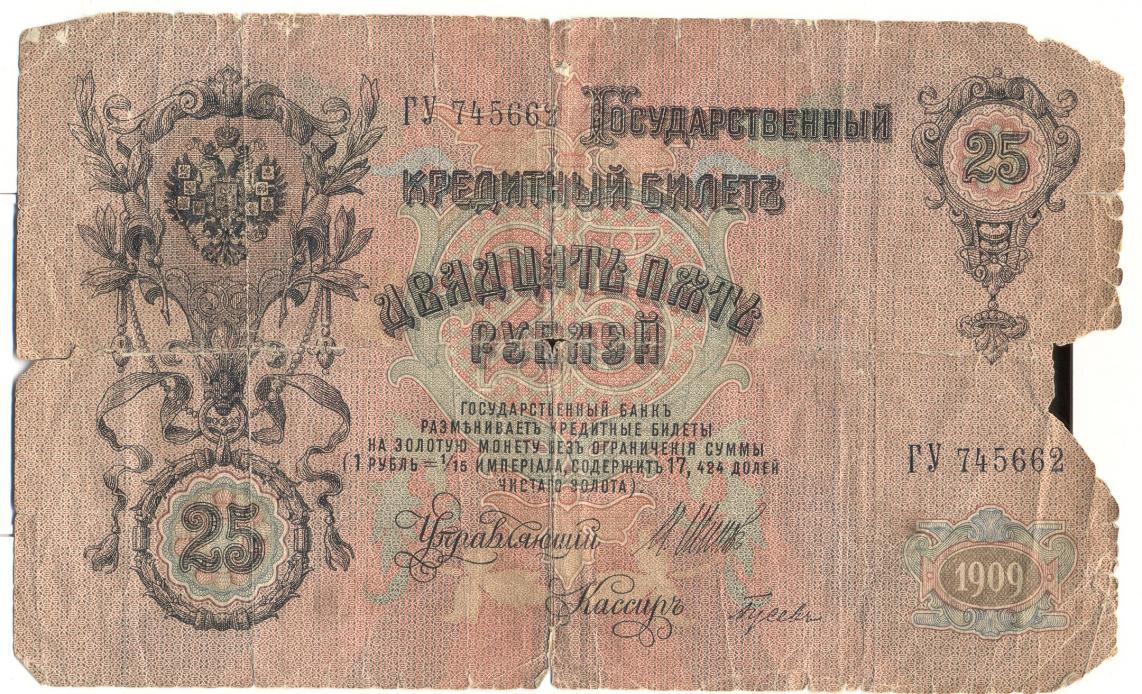 ГУ 745662
Государственный
кредитный билетъ
25
двадцать пять
рублей
Государственный банкъ
размѣниваетъ кредитные билеты
на золотую монету безъ ограниченія суммы
(1 рубль = 1/15 имперіала, содержитъ 17,424 долей
чистаго золота).
ГУ 745662
Управляющій
25
Кассиръ
1909